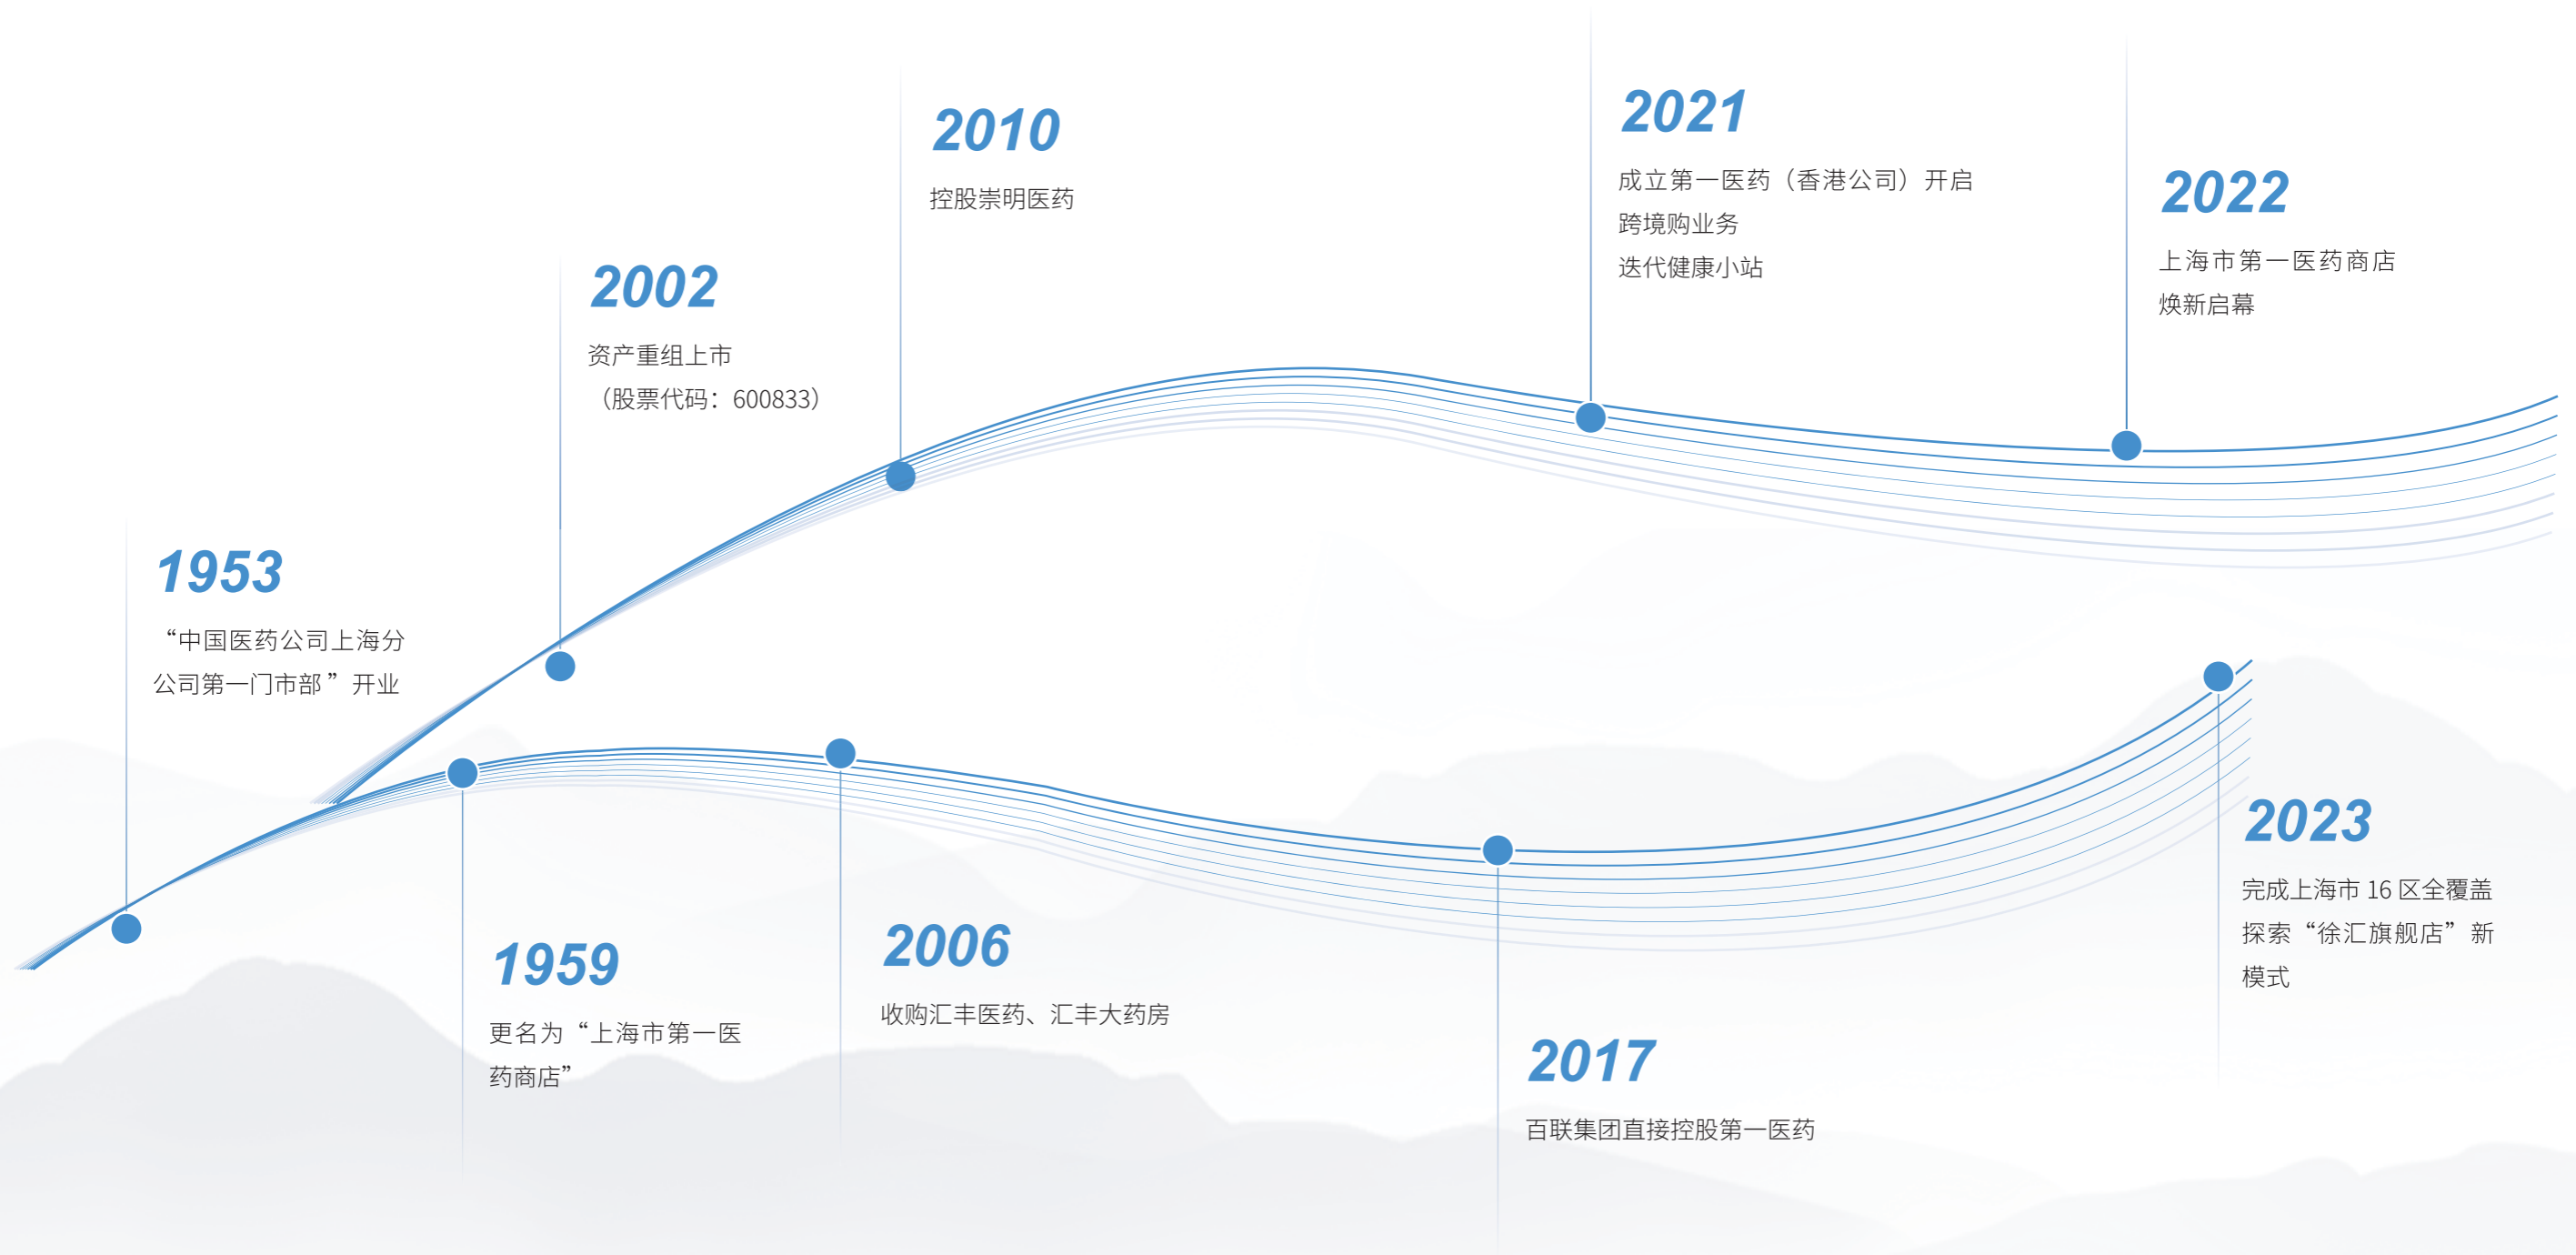 2010
控股崇明医药
2021
成立第一医药（香港公司）开启
跨境购业务
迭代健康小站
2022
上海市第一医药商店
焕新启幕
2002
资产重组上市
（股票代码：600833）
1953
“中国医药公司上海分
公司第一门市部”开业
1959
更名为“上海市第一医
药商店”
2006
收购汇丰医药、汇丰大药房
2017
百联集团直接控股第一医药
2023
完成上海市 16 区全覆盖
探索“徐汇旗舰店”新
模式